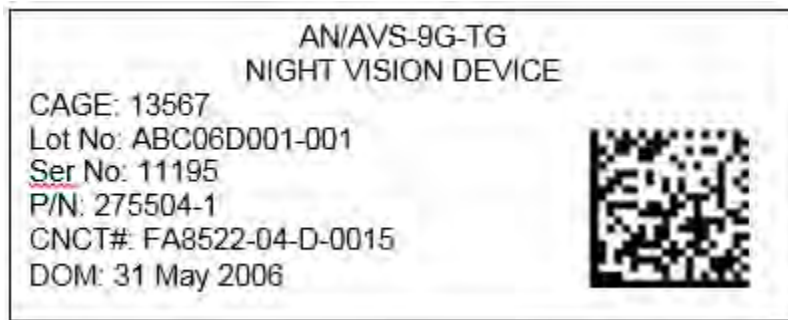 AN/AVS-9G-TG
NIGHT VISION DEVICE
CAGE: 13567
Lot No: ABC06D001-001
Ser No: 11195
P/N: 275504-1
CNCT#: FA8522-04-D-0015
DOM: 31 May 2006